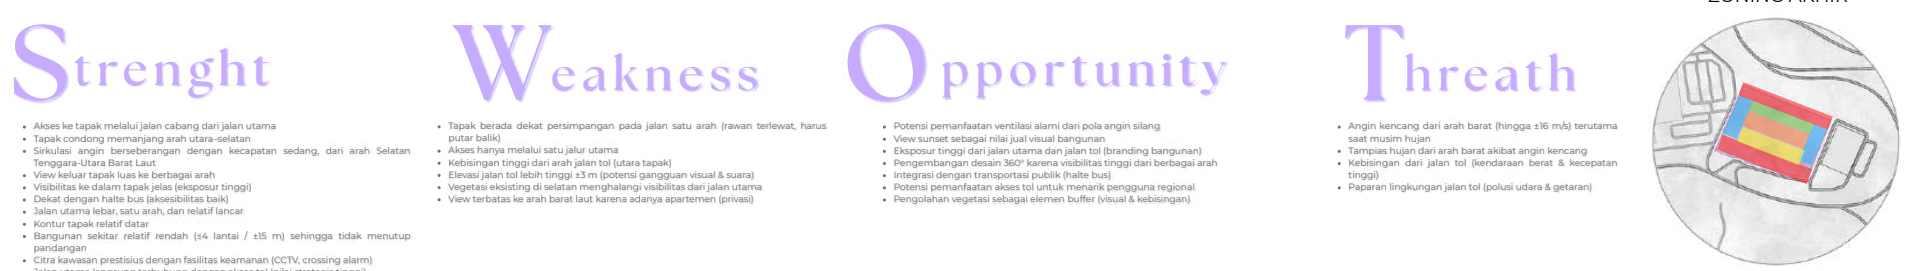 Strenght
Akses ke tapak melalui jalan cabang dari jalan utama
Tapak condong memanjang arah utara–selatan
Sirkulasi angin berseberangan dengan kecapatan sedang, dari arah Selatan
Tenggara-Utara Barat Laut
View keluar tapak luas ke berbagai arah
Visibilitas ke dalam tapak jelas (eksposur tinggi)
Dekat dengan halte bus (aksesibilitas baik)
Jalan utama lebar, satu arah, dan relatif lancar
Kontur tapak relatif datar
Bangunan sekitar relatif rendah (≤4 lantai / ±15 m) sehingga tidak menutup
pandangan
Citra kawasan prestisius dengan fasilitas keamanan (CCTV, crossing alarm)
Weakness
Tapak berada dekat persimpangan pada jalan satu arah (rawan terlewat, harus
putar balik)
Akses hanya melalui satu jalur utama
Kebisingan tinggi dari arah jalan tol (utara tapak)
Elevasi jalan tol lebih tinggi ±3 m (potensi gangguan visual & suara)
Vegetasi eksisting di selatan menghalangi visibilitas dari jalan utama
View terbatas ke arah barat laut karena adanya apartemen (privasi)
Opportunity
Potensi pemanfaatan ventilasi alami dari pola angin silang
View sunset sebagai nilai jual visual bangunan
Eksposur tinggi dari jalan utama dan jalan tol (branding bangunan)
Pengembangan desain 360° karena visibilitas tinggi dari berbagai arah
Integrasi dengan transportasi publik (halte bus)
Potensi pemanfaatan akses tol untuk menarik pengguna regional
Pengolahan vegetasi sebagai elemen buffer (visual & kebisingan)
Threath
Angin kencang dari arah barat (hingga ±16 m/s) terutama
saat musim hujan
Tampias hujan dari arah barat akibat angin kencang
Kebisingan dari jalan tol (kendaraan berat & kecepatan
tinggi)
Paparan lingkungan jalan tol (polusi udara & getaran)